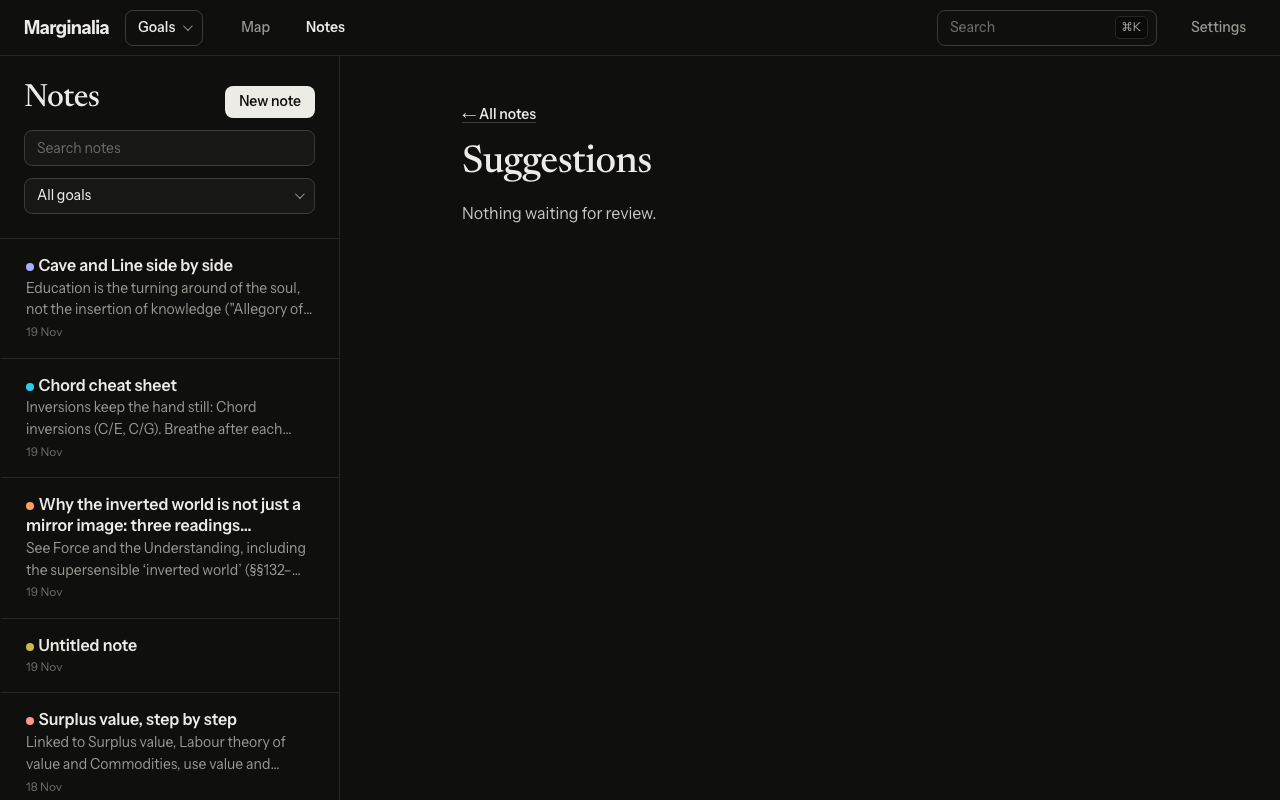 Marginalia
Goals
Map
Notes
Search
⌘K
Settings
Notes
New note
Search notes
All goals
Cave and Line side by side
Education is the turning around of the soul,
not the insertion of knowledge ("Allegory of...
19 Nov
Chord cheat sheet
Inversions keep the hand still: Chord
inversions (C/E, C/G). Breathe after each...
19 Nov
Why the inverted world is not just a
mirror image: three readings...
See Force and the Understanding, including
the supersensible ‘inverted world’ (§§132–...
19 Nov
Untitled note
19 Nov
Surplus value, step by step
Linked to Surplus value, Labour theory of
value and Commodities, use value and...
18 Nov
← All notes
Suggestions
Nothing waiting for review.